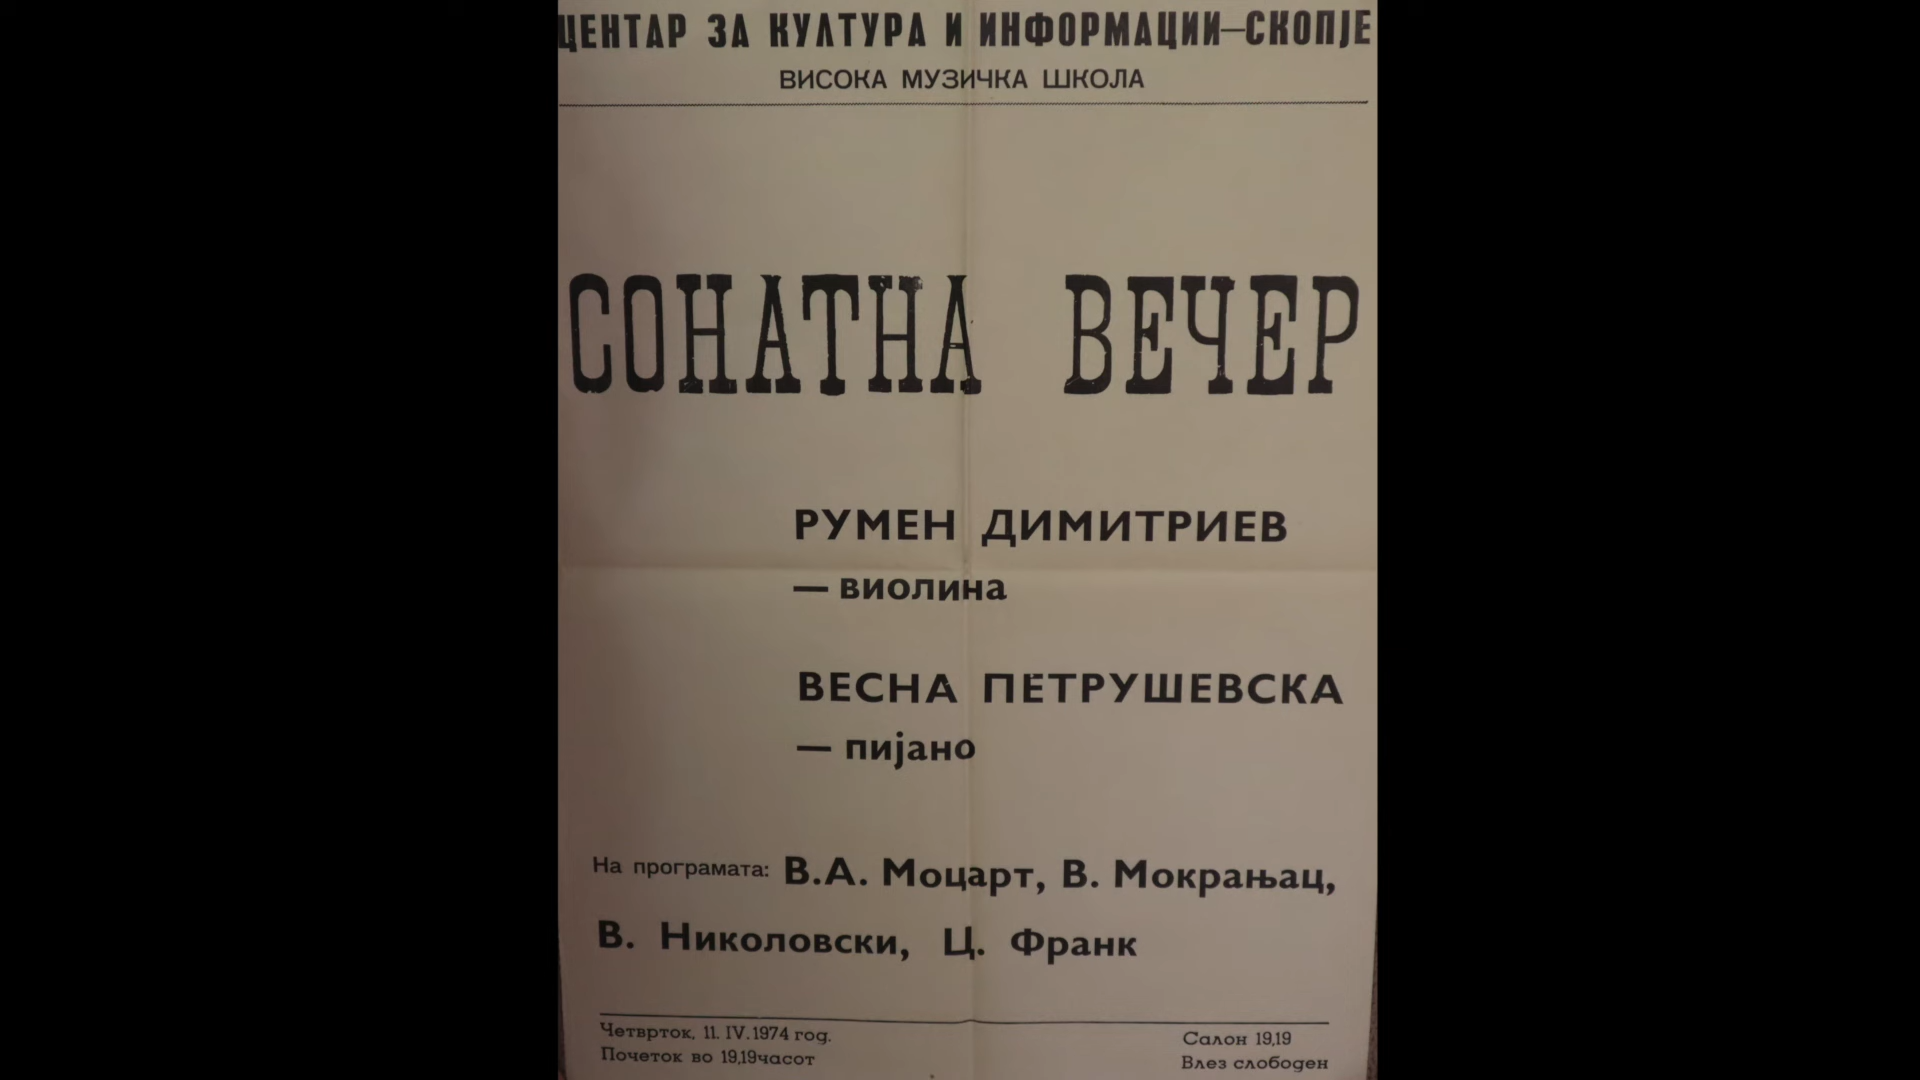 ЦЕНТАР ЗА КУЛТУРА И ИНФОРМАЦИИ—СКОПЈЕ
ВИСОКА МУЗИЧКА ШКОЛА
СОНАТНА ВЕЧЕР
РУМЕН ДИМИТРИЕВ
— виолина
ВЕСНА ПЕТРУШЕВСКА
— пијано
На програмата: В.А. Моцарт, В. Мокрањац,
В. Николовски, Ц. Франк
Четврток, 11. IV. 1974 год.
Почеток во 19,19часот
Салон 19,19
Влез слободен